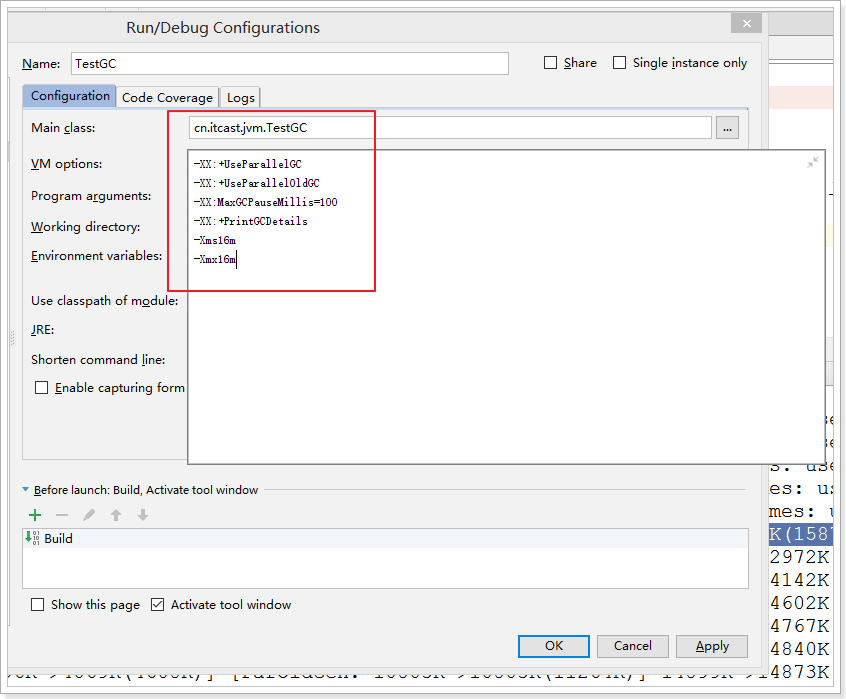 Run/Debug Configurations
Name: TestGC
Share
Single instance only
Configuration
Code Coverage
Logs
Main class: cn.itcast.jvm.TestGC ...
VM options:
-XX:+UseParallelGC
-XX:+UseParallelOldGC
-XX:MaxGCPauseMillis=100
-XX:+PrintGCDetails
-Xms16m
-Xmx16m
Program arguments:
Working directory:
Environment variables:
Use classpath of module:
JRE:
Shorten command line:
Enable capturing form
Before launch: Build, Activate tool window
Build
Show this page
Activate tool window
OK
Cancel
Apply
s: use
es: us
mes: u
K(1587
2972K
4142K
4602K
4767K
4840K
14873K